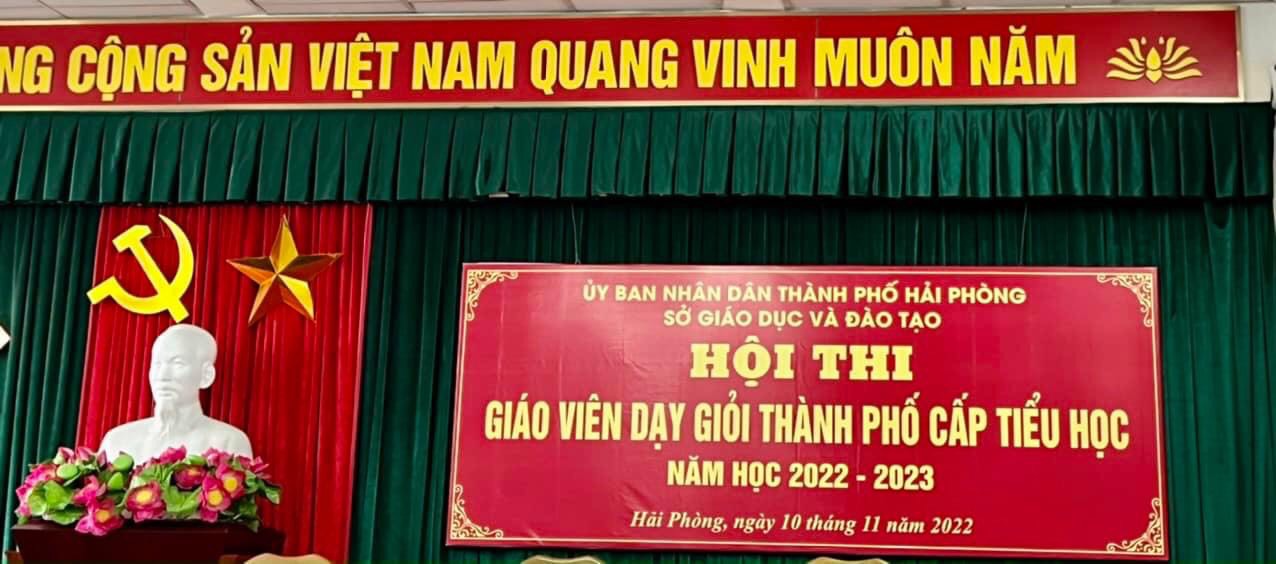 NG CỘNG SẢN VIỆT NAM QUANG VINH MUÔN NĂM
ỦY BAN NHÂN DÂN THÀNH PHỐ HẢI PHÒNG
SỞ GIÁO DỤC VÀ ĐÀO TẠO
HỘI THI
GIÁO VIÊN DẠY GIỎI THÀNH PHỐ CẤP TIỂU HỌC
NĂM HỌC 2022 - 2023
Hải Phòng, ngày 10 tháng 11 năm 2022